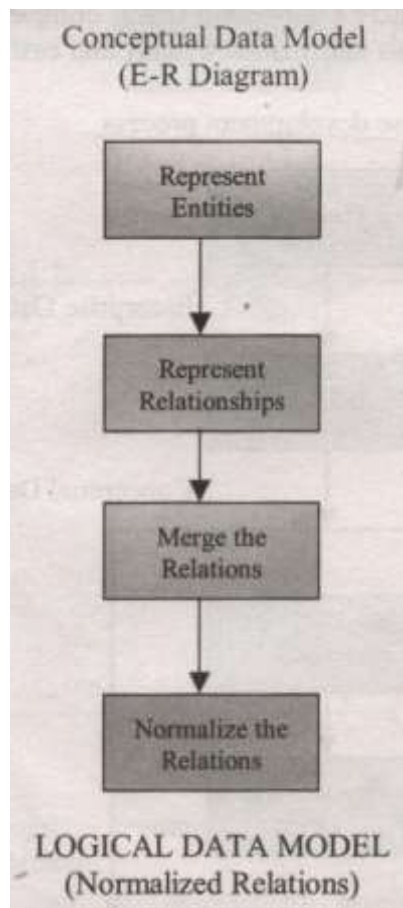 Conceptual Data Model
(E-R Diagram)
Represent
Entities
Represent
Relationships
Merge the
Relations
Normalize the
Relations
LOGICAL DATA MODEL
(Normalized Relations)